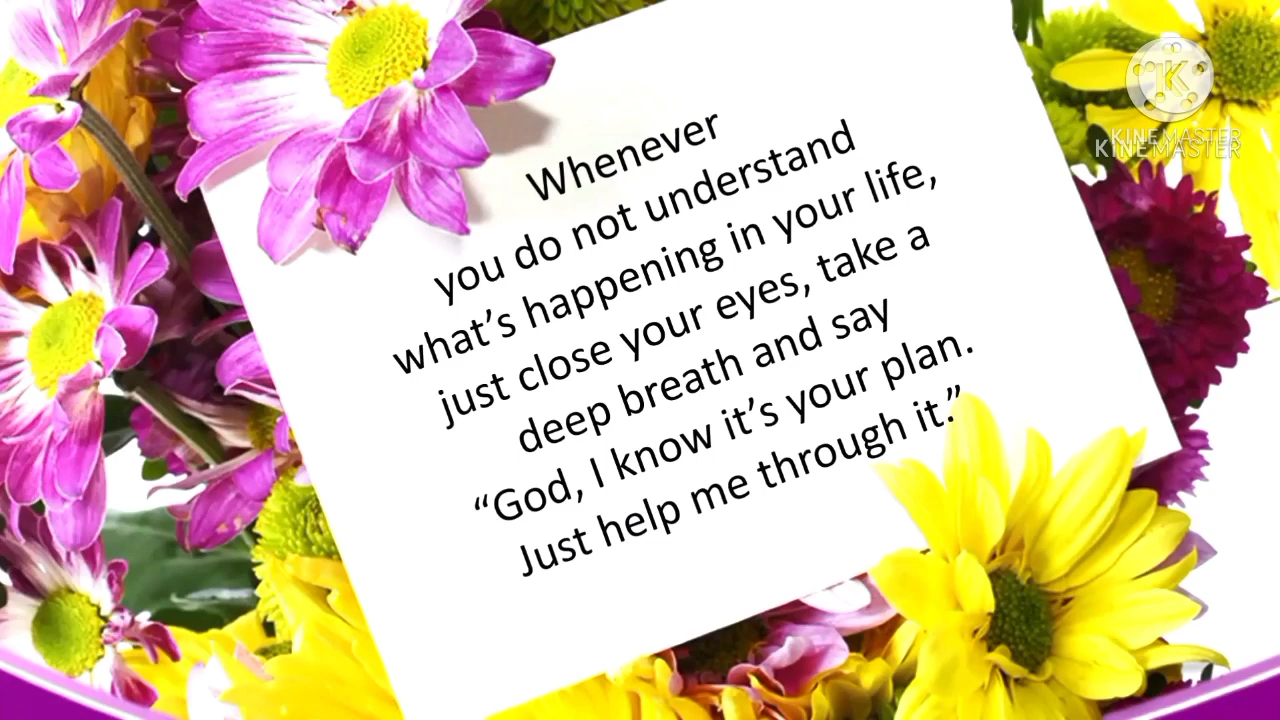 Whenever
you do not understand
what’s happening in your life,
just close your eyes, take a
deep breath and say
“God, I know it’s your plan.
Just help me through it.”
K
KINEMASTER
KINEMASTER